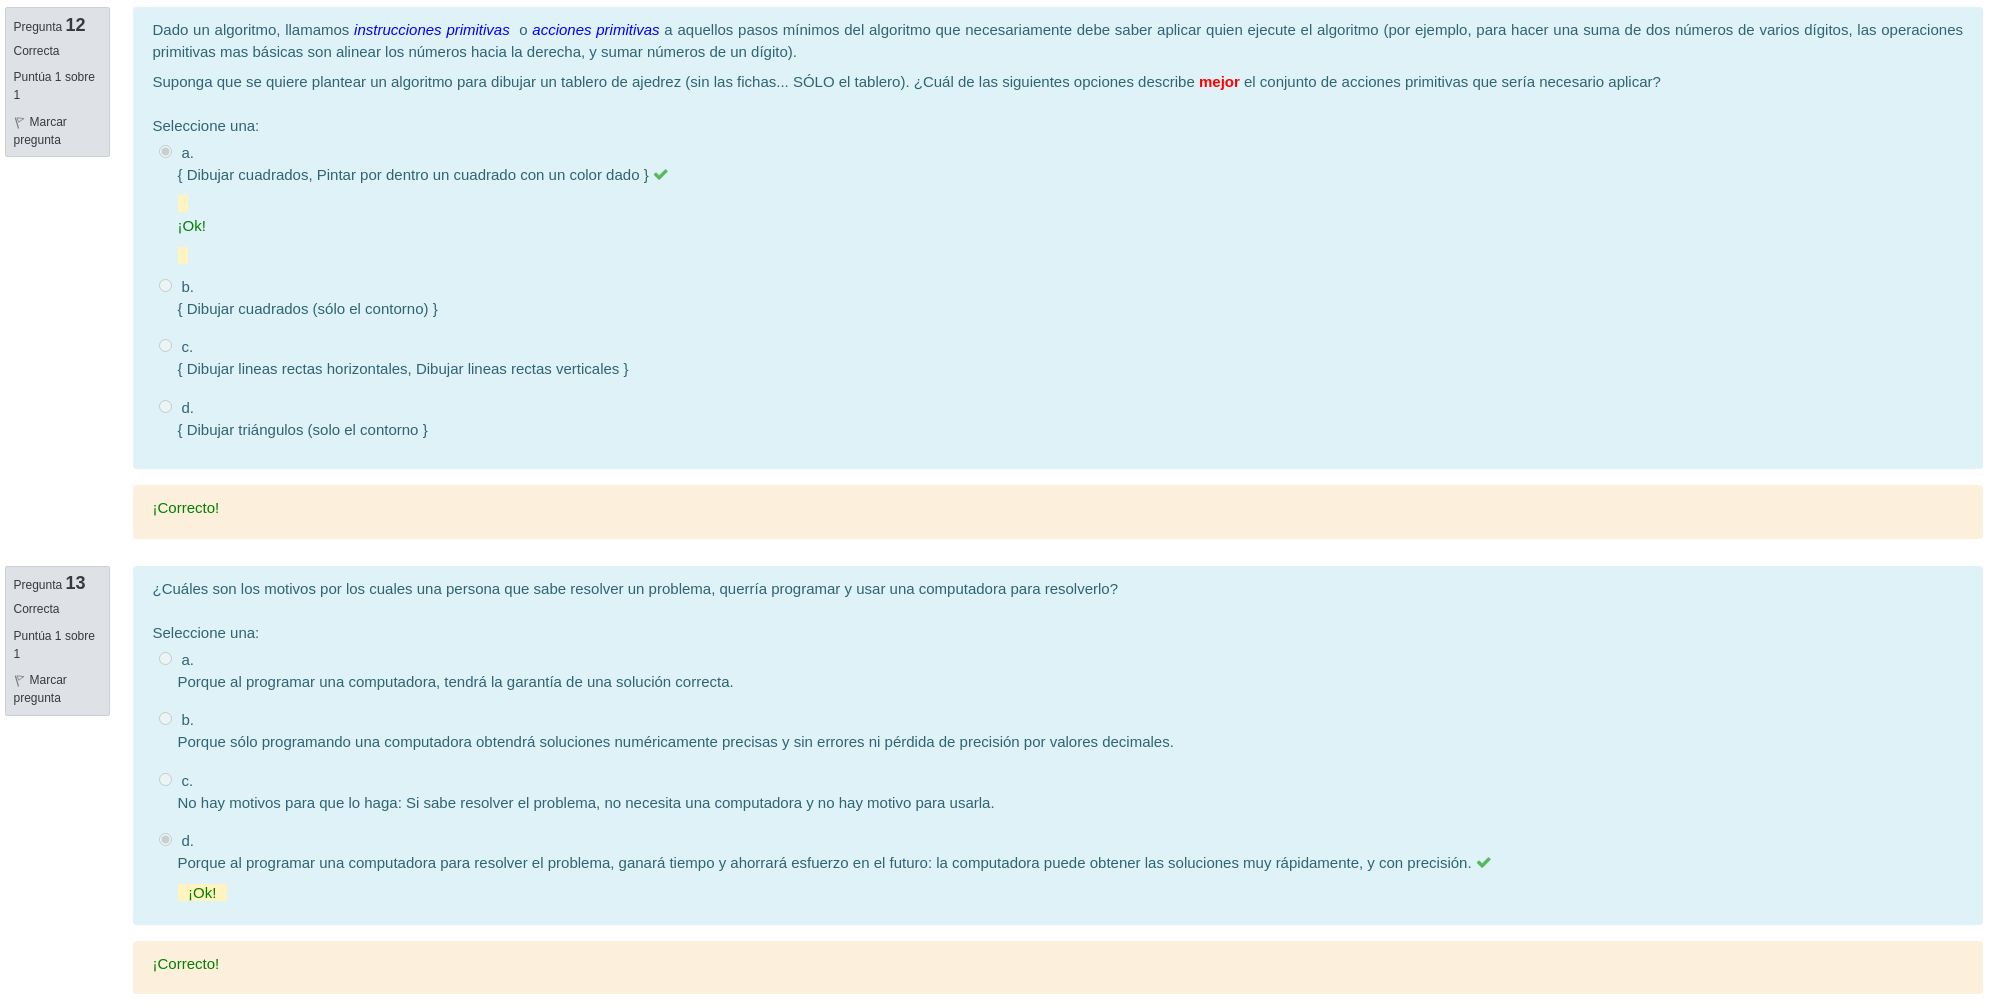 Pregunta 12
Correcta
Puntúa 1 sobre
1
Marcar
pregunta
Dado un algoritmo, llamamos instrucciones primitivas  o acciones primitivas a aquellos pasos mínimos del algoritmo que necesariamente debe saber aplicar quien ejecute el algoritmo (por ejemplo, para hacer una suma de dos números de varios dígitos, las operaciones
primitivas mas básicas son alinear los números hacia la derecha, y sumar números de un dígito).
Suponga que se quiere plantear un algoritmo para dibujar un tablero de ajedrez (sin las fichas... SÓLO el tablero). ¿Cuál de las siguientes opciones describe mejor el conjunto de acciones primitivas que sería necesario aplicar?
Seleccione una:
a.
{ Dibujar cuadrados, Pintar por dentro un cuadrado con un color dado }
¡Ok!
b.
{ Dibujar cuadrados (sólo el contorno) }
c.
{ Dibujar lineas rectas horizontales, Dibujar lineas rectas verticales }
d.
{ Dibujar triángulos (solo el contorno }
¡Correcto!
Pregunta 13
Correcta
Puntúa 1 sobre
1
Marcar
pregunta
¿Cuáles son los motivos por los cuales una persona que sabe resolver un problema, querría programar y usar una computadora para resolverlo?
Seleccione una:
a.
Porque al programar una computadora, tendrá la garantía de una solución correcta.
b.
Porque sólo programando una computadora obtendrá soluciones numéricamente precisas y sin errores ni pérdida de precisión por valores decimales.
c.
No hay motivos para que lo haga: Si sabe resolver el problema, no necesita una computadora y no hay motivo para usarla.
d.
Porque al programar una computadora para resolver el problema, ganará tiempo y ahorrará esfuerzo en el futuro: la computadora puede obtener las soluciones muy rápidamente, y con precisión.
¡Ok!
¡Correcto!